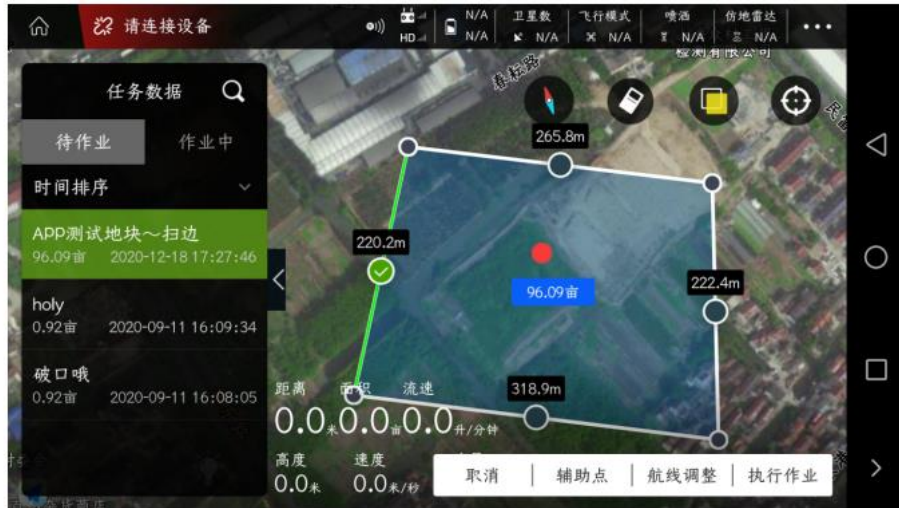 请连接设备
HD
N/A
N/A
卫星数
N/A
飞行模式
N/A
喷洒
N/A
仿地雷达
N/A
任务数据
待作业
作业中
时间排序
APP测试地块～扫边
96.09亩 2020-12-18 17:27:46
holy
0.92亩 2020-09-11 16:09:34
破口哦
0.92亩 2020-09-11 16:08:05
春标路
检测有限公司
265.8m
220.2m
222.4m
96.09亩
318.9m
距离 面积 流速
0.0米 0.0亩 0.0升/分钟
高度 速度
0.0米 0.0米/秒
取消 辅助点 航线调整 执行作业